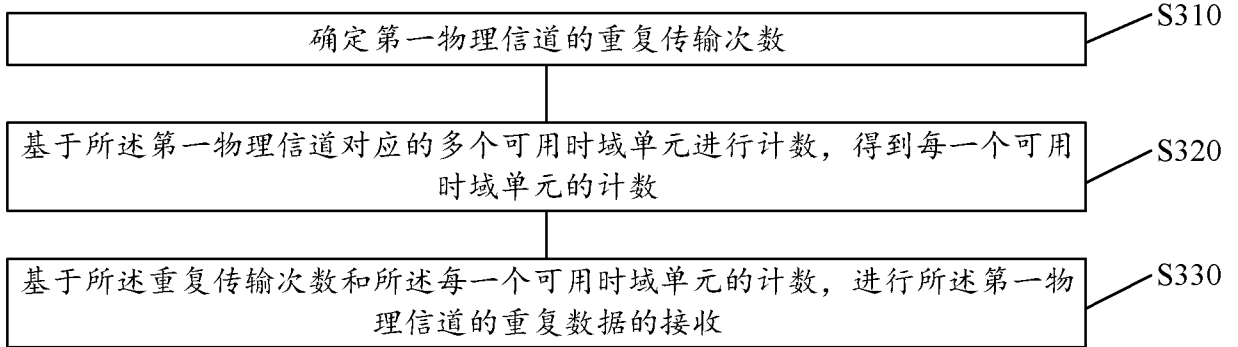 确定第一物理信道的重复传输次数
S310
基于所述第一物理信道对应的多个可用时域单元进行计数，得到每一个可用
时域单元的计数
S320
基于所述重复传输次数和所述每一个可用时域单元的计数，进行所述第一物
理信道的重复数据的接收
S330